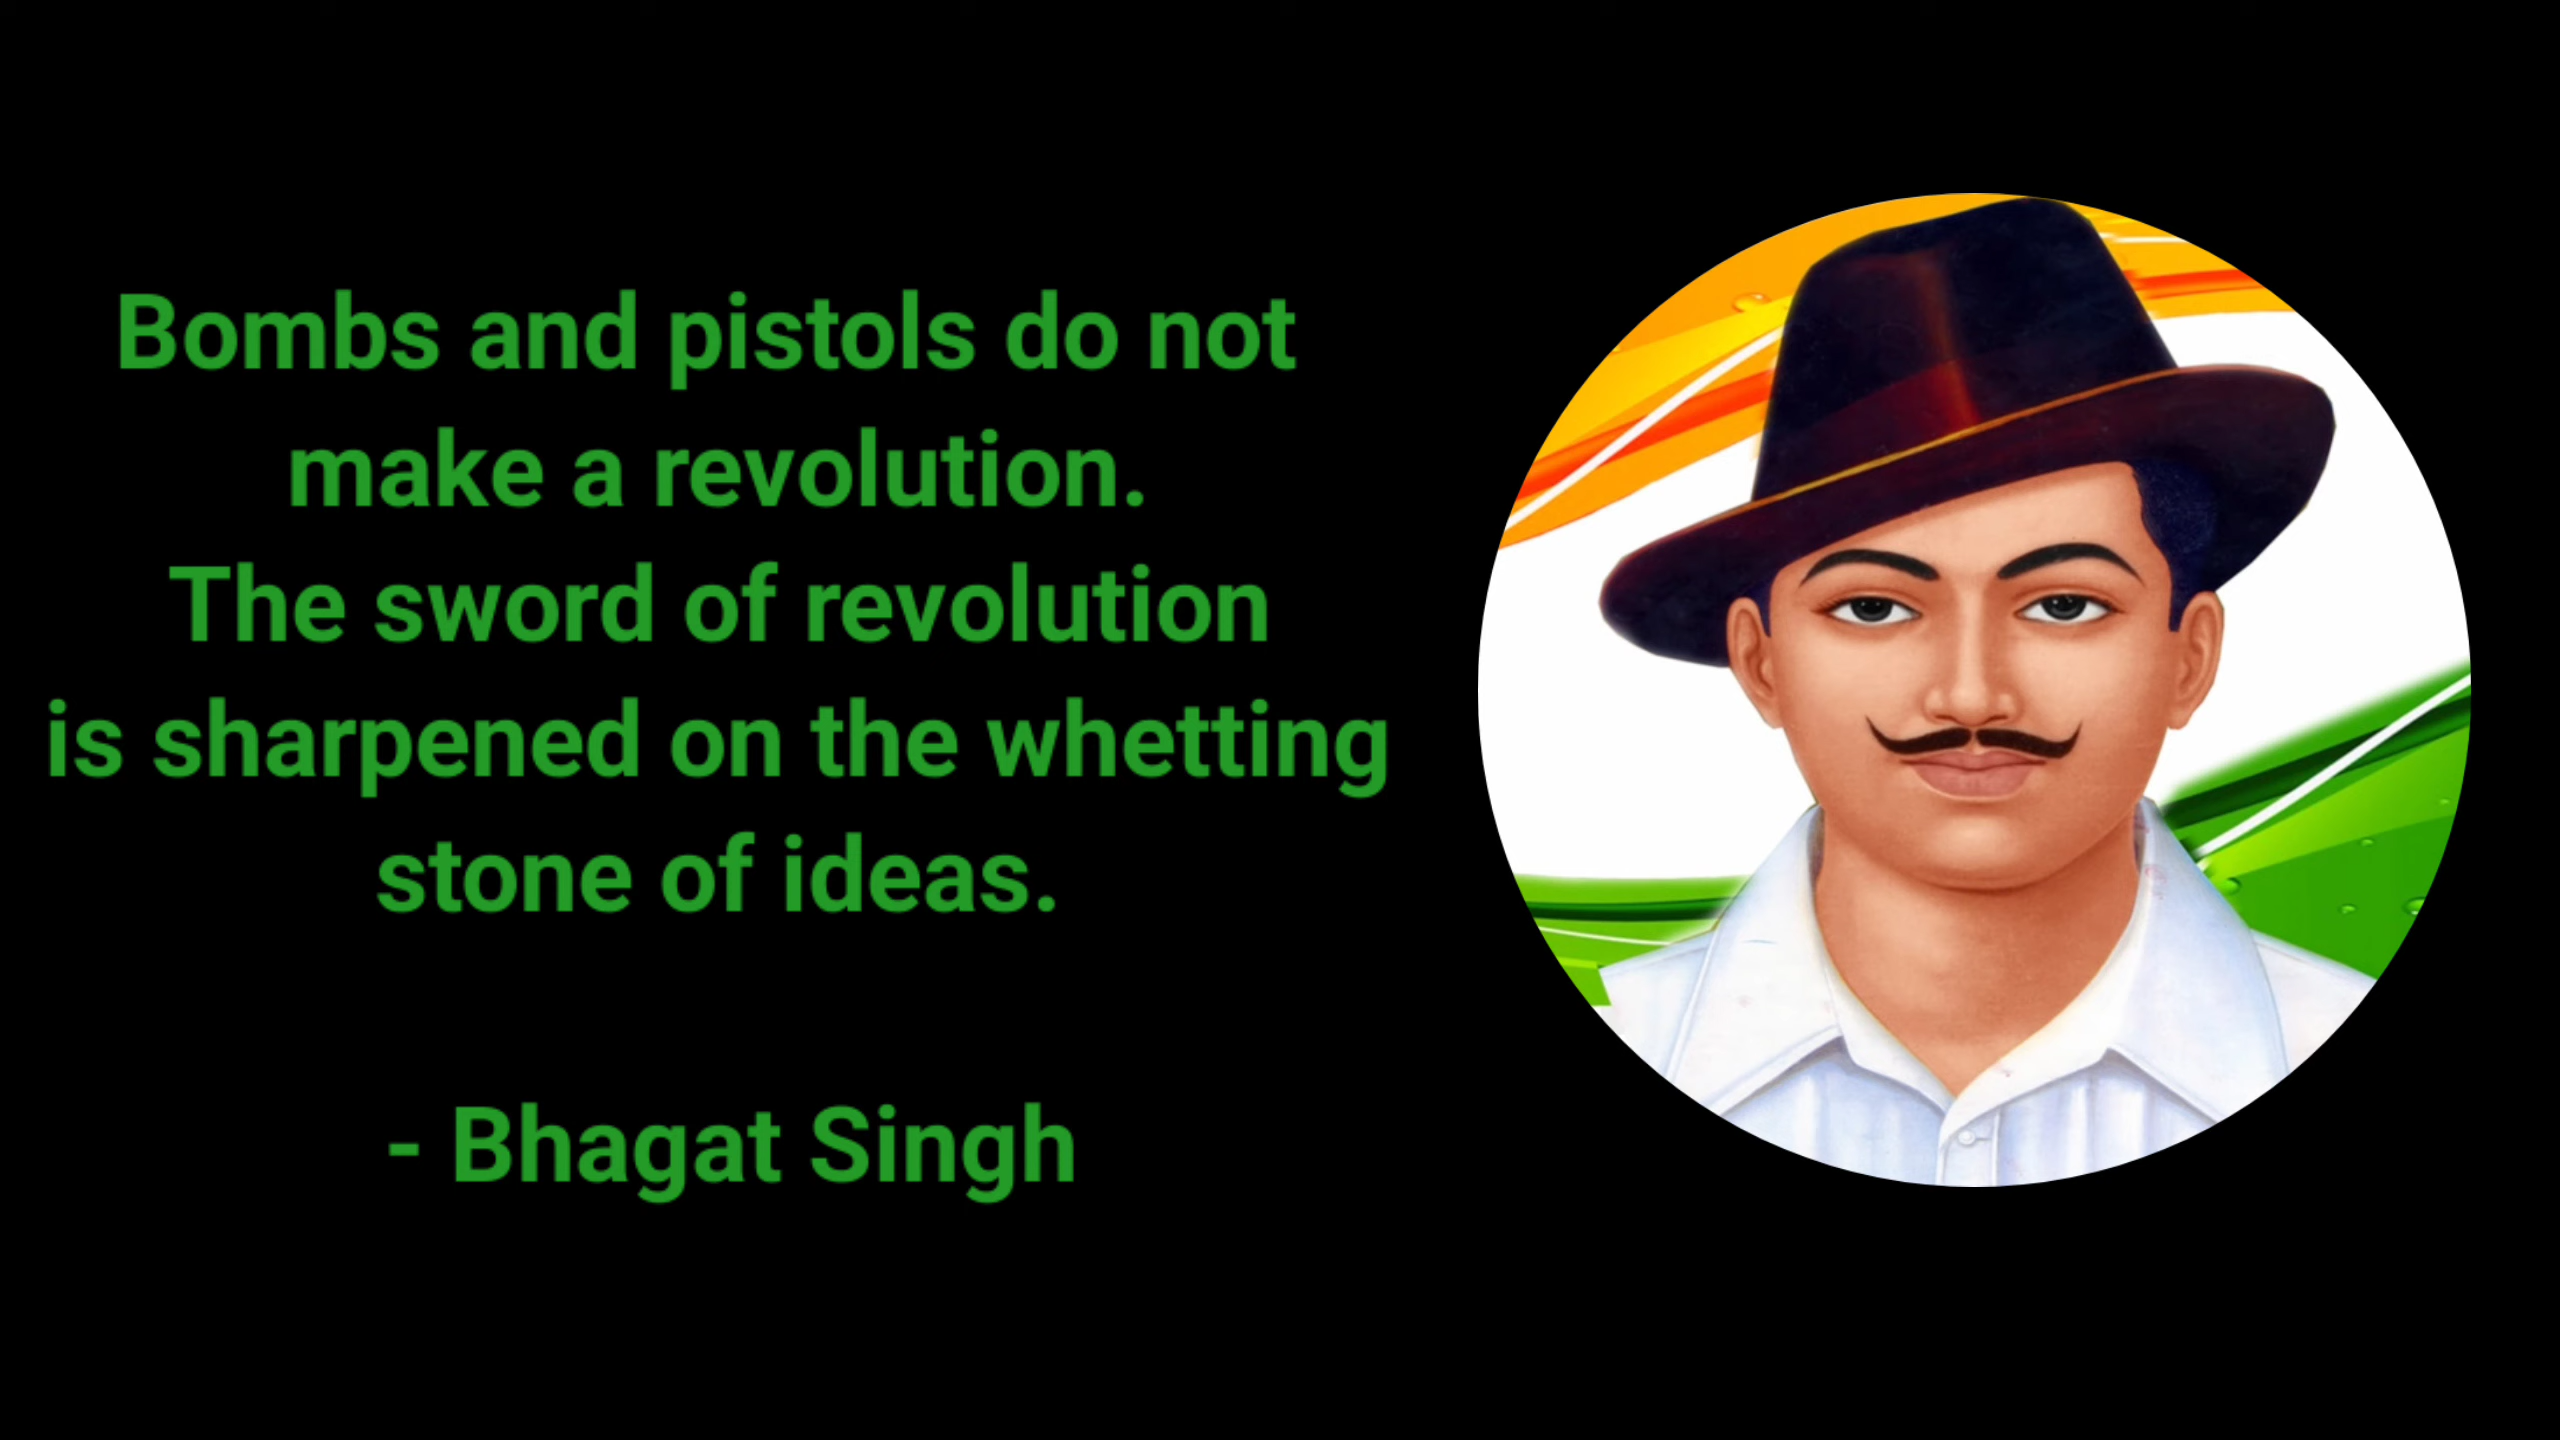 Bombs and pistols do not
make a revolution.
The sword of revolution
is sharpened on the whetting
stone of ideas.
- Bhagat Singh